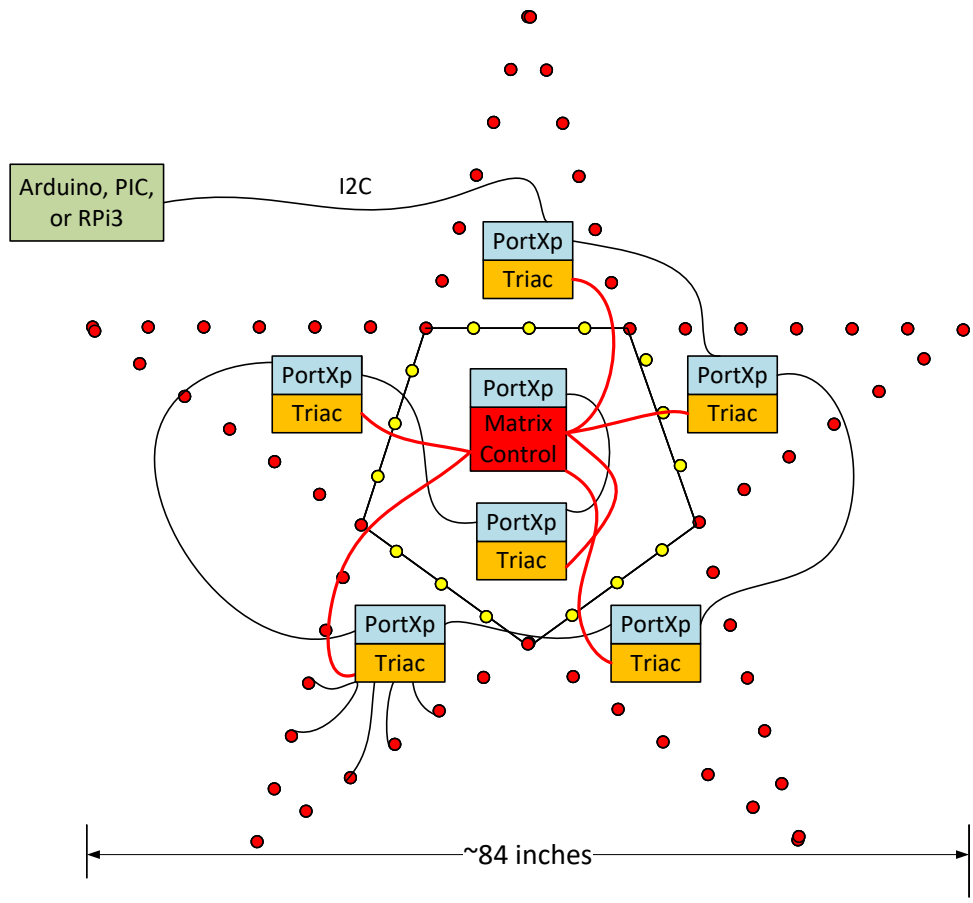 Arduino, PIC,
or RPi3
I2C
PortXp
Triac
PortXp
Triac
PortXp
Matrix
Control
PortXp
Triac
PortXp
Triac
PortXp
Triac
PortXp
Triac
~84 inches